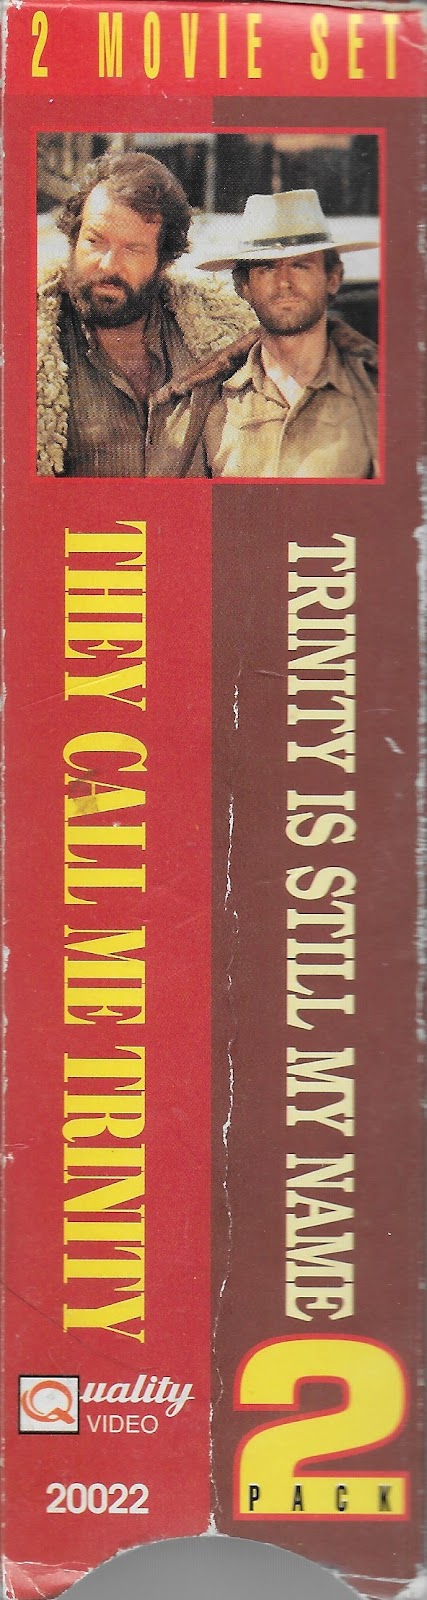 2 MOVIE SET
THEY CALL ME TRINITY
TRINITY IS STILL MY NAME
Quality
VIDEO
20022
2
PACK